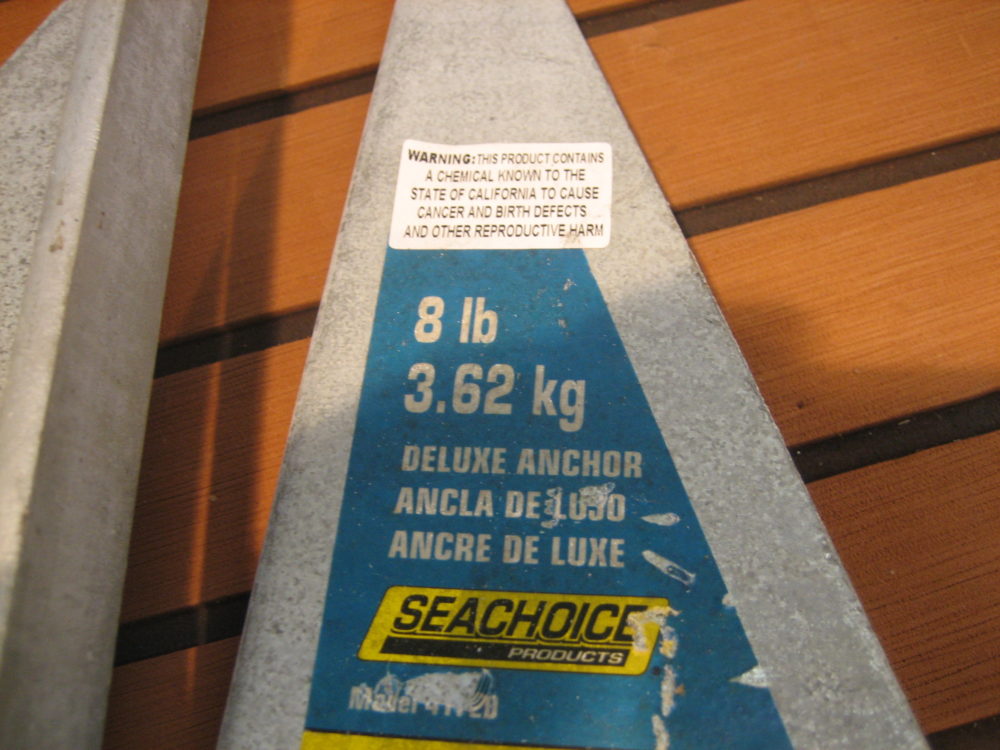 WARNING: THIS PRODUCT CONTAINS
A CHEMICAL KNOWN TO THE
STATE OF CALIFORNIA TO CAUSE
CANCER AND BIRTH DEFECTS
AND OTHER REPRODUCTIVE HARM
8 lb
3.62 kg
DELUXE ANCHOR
ANCLA DE LUJO
ANCRE DE LUXE
SEACHOICE
PRODUCTS
Model